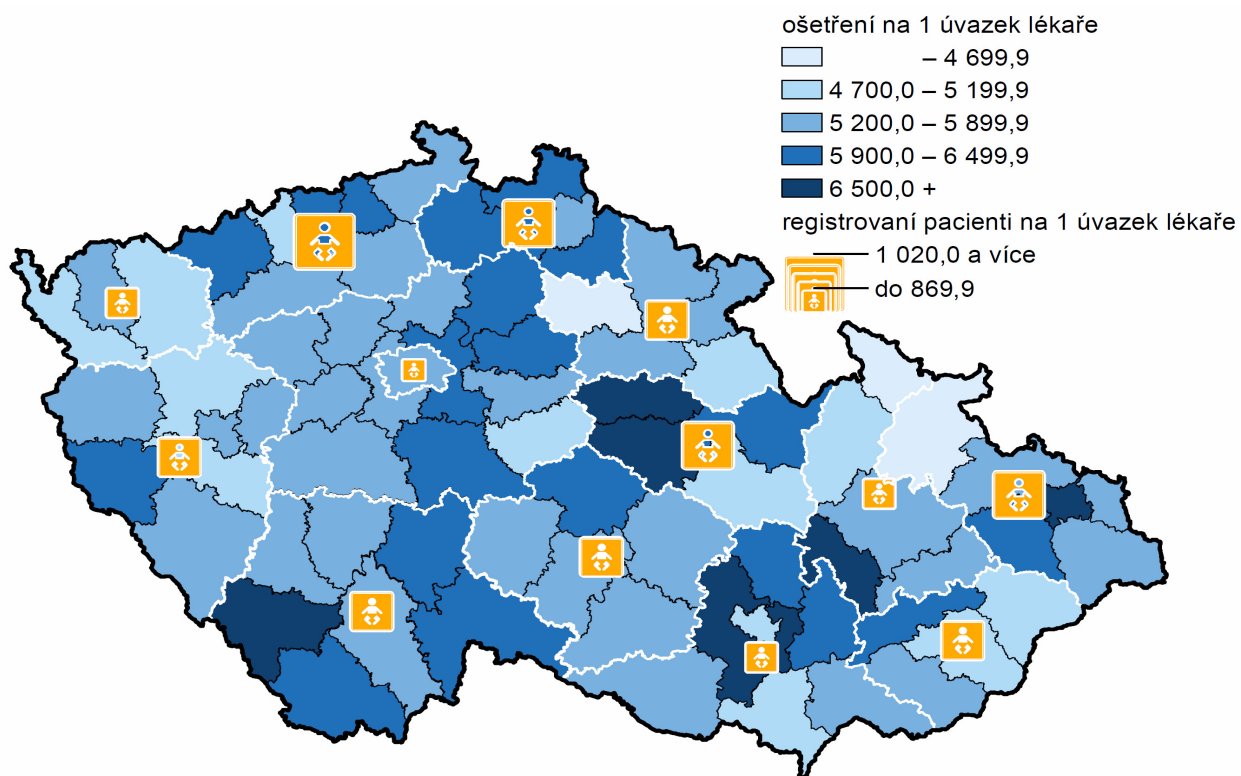 ošetření na 1 úvazek lékaře
– 4 699,9
4 700,0 – 5 199,9
5 200,0 – 5 899,9
5 900,0 – 6 499,9
6 500,0 +
registrovaní pacienti na 1 úvazek lékaře
1 020,0 a více
do 869,9